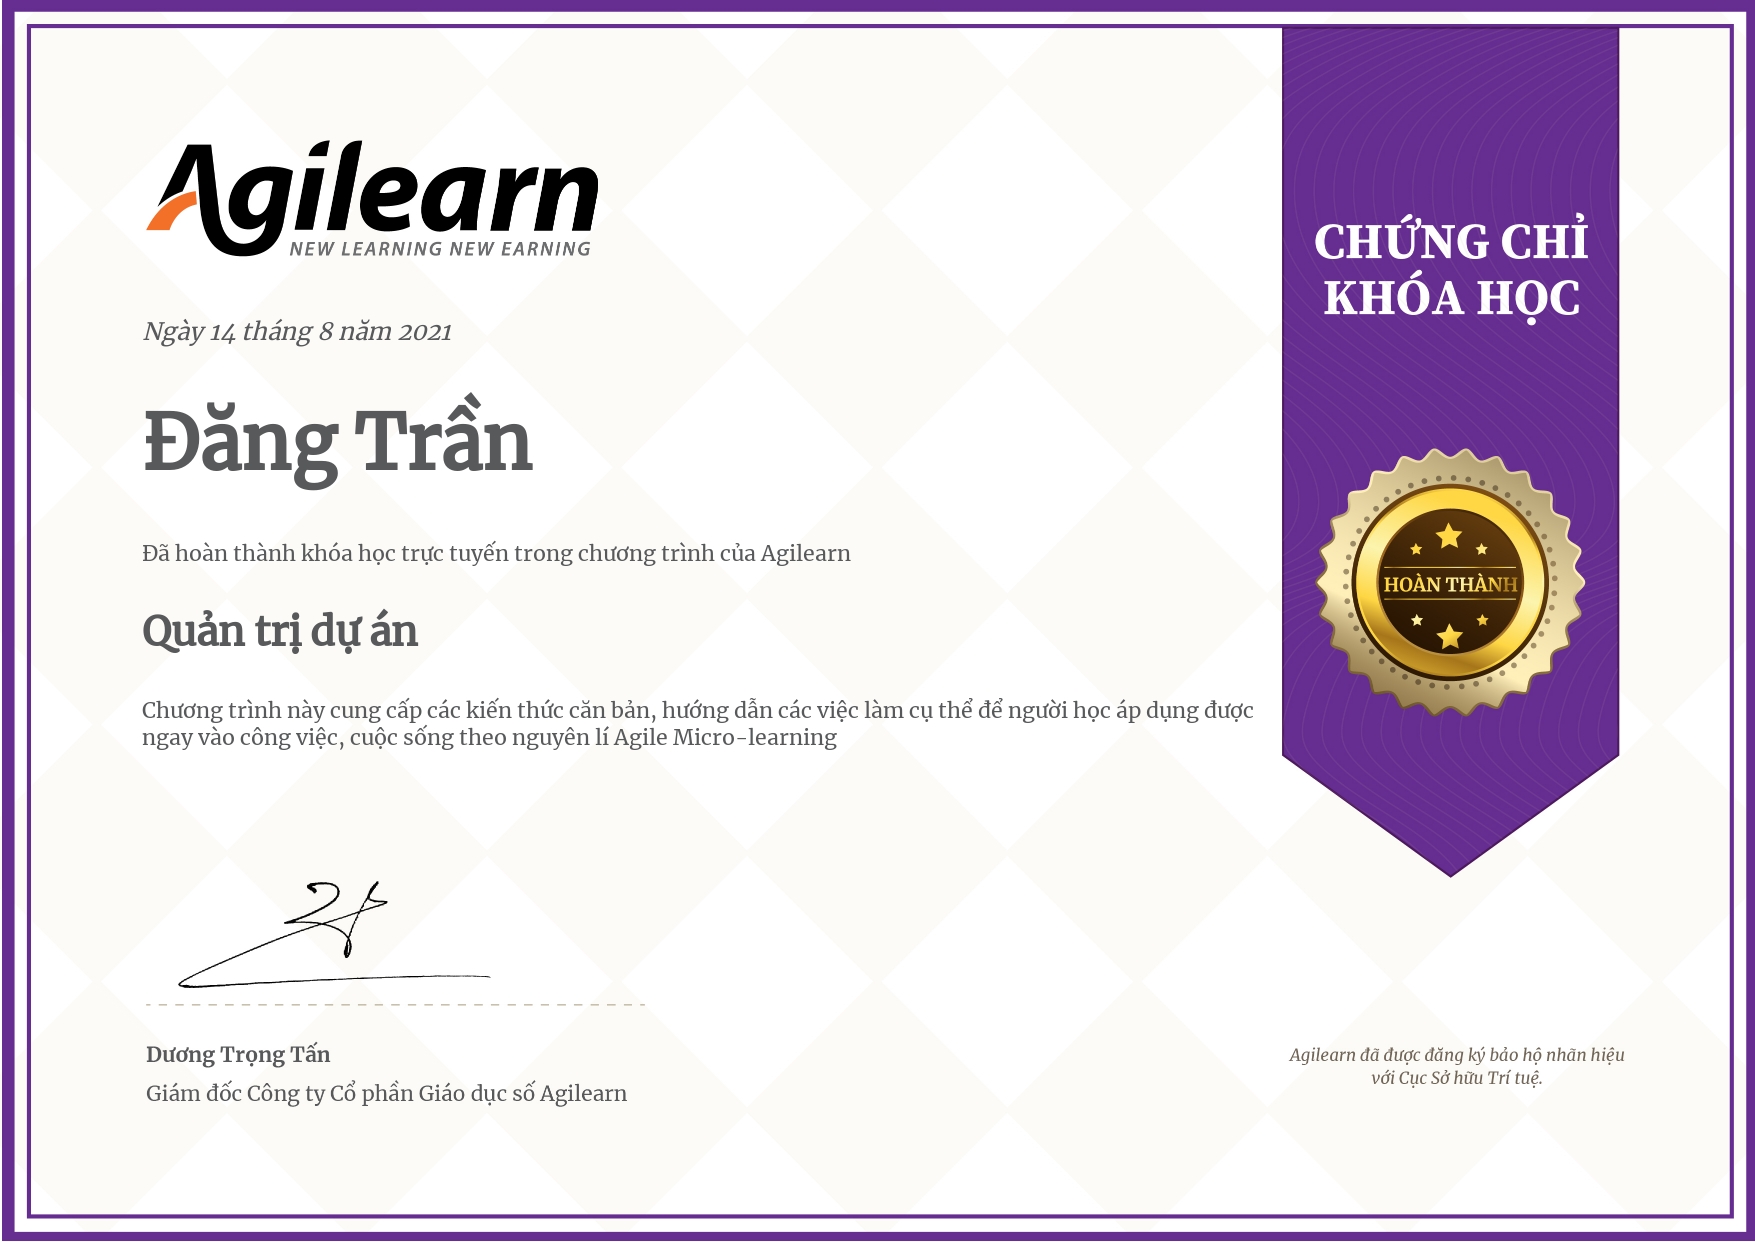 Agilearn
NEW LEARNING NEW EARNING
Ngày 14 tháng 8 năm 2021
Đăng Trần
Đã hoàn thành khóa học trực tuyến trong chương trình của Agilearn
Quản trị dự án
Chương trình này cung cấp các kiến thức căn bản, hướng dẫn các việc làm cụ thể để người học áp dụng được
ngay vào công việc, cuộc sống theo nguyên lí Agile Micro-learning
Dương Trọng Tấn
Giám đốc Công ty Cổ phần Giáo dục số Agilearn
CHỨNG CHỈ
KHÓA HỌC
HOÀN THÀNH
Agilearn đã được đăng ký bảo hộ nhãn hiệu
với Cục Sở hữu Trí tuệ.